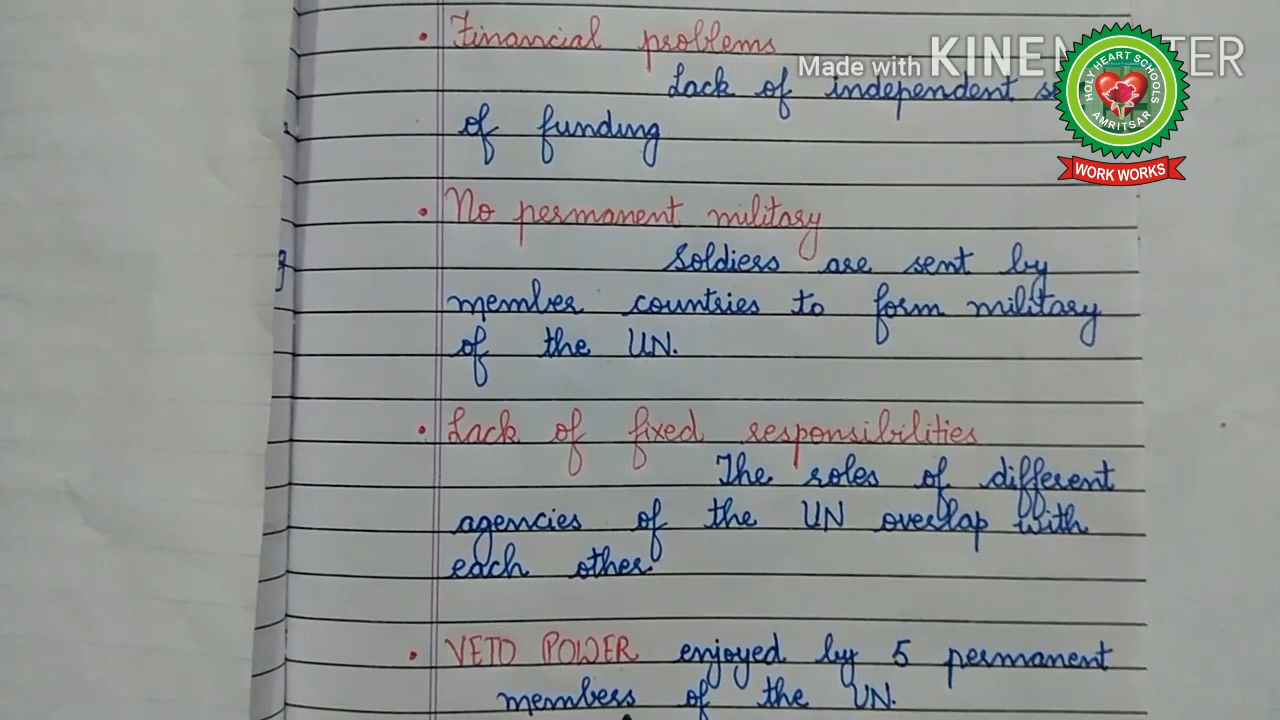 • Financial problems
Made with KINEMASTER
Lack of independent
of funding
HOLY HEART SCHOOLS
AMRITSAR
WORK WORKS
• No permanent military
Soldiers are sent by
member countries to form military
of the UN.
• Lack of fixed responsibilities
The roles of different
agencies of the UN overlap with
each other
• VETO POWER enjoyed by 5 permanent
members of the UN.